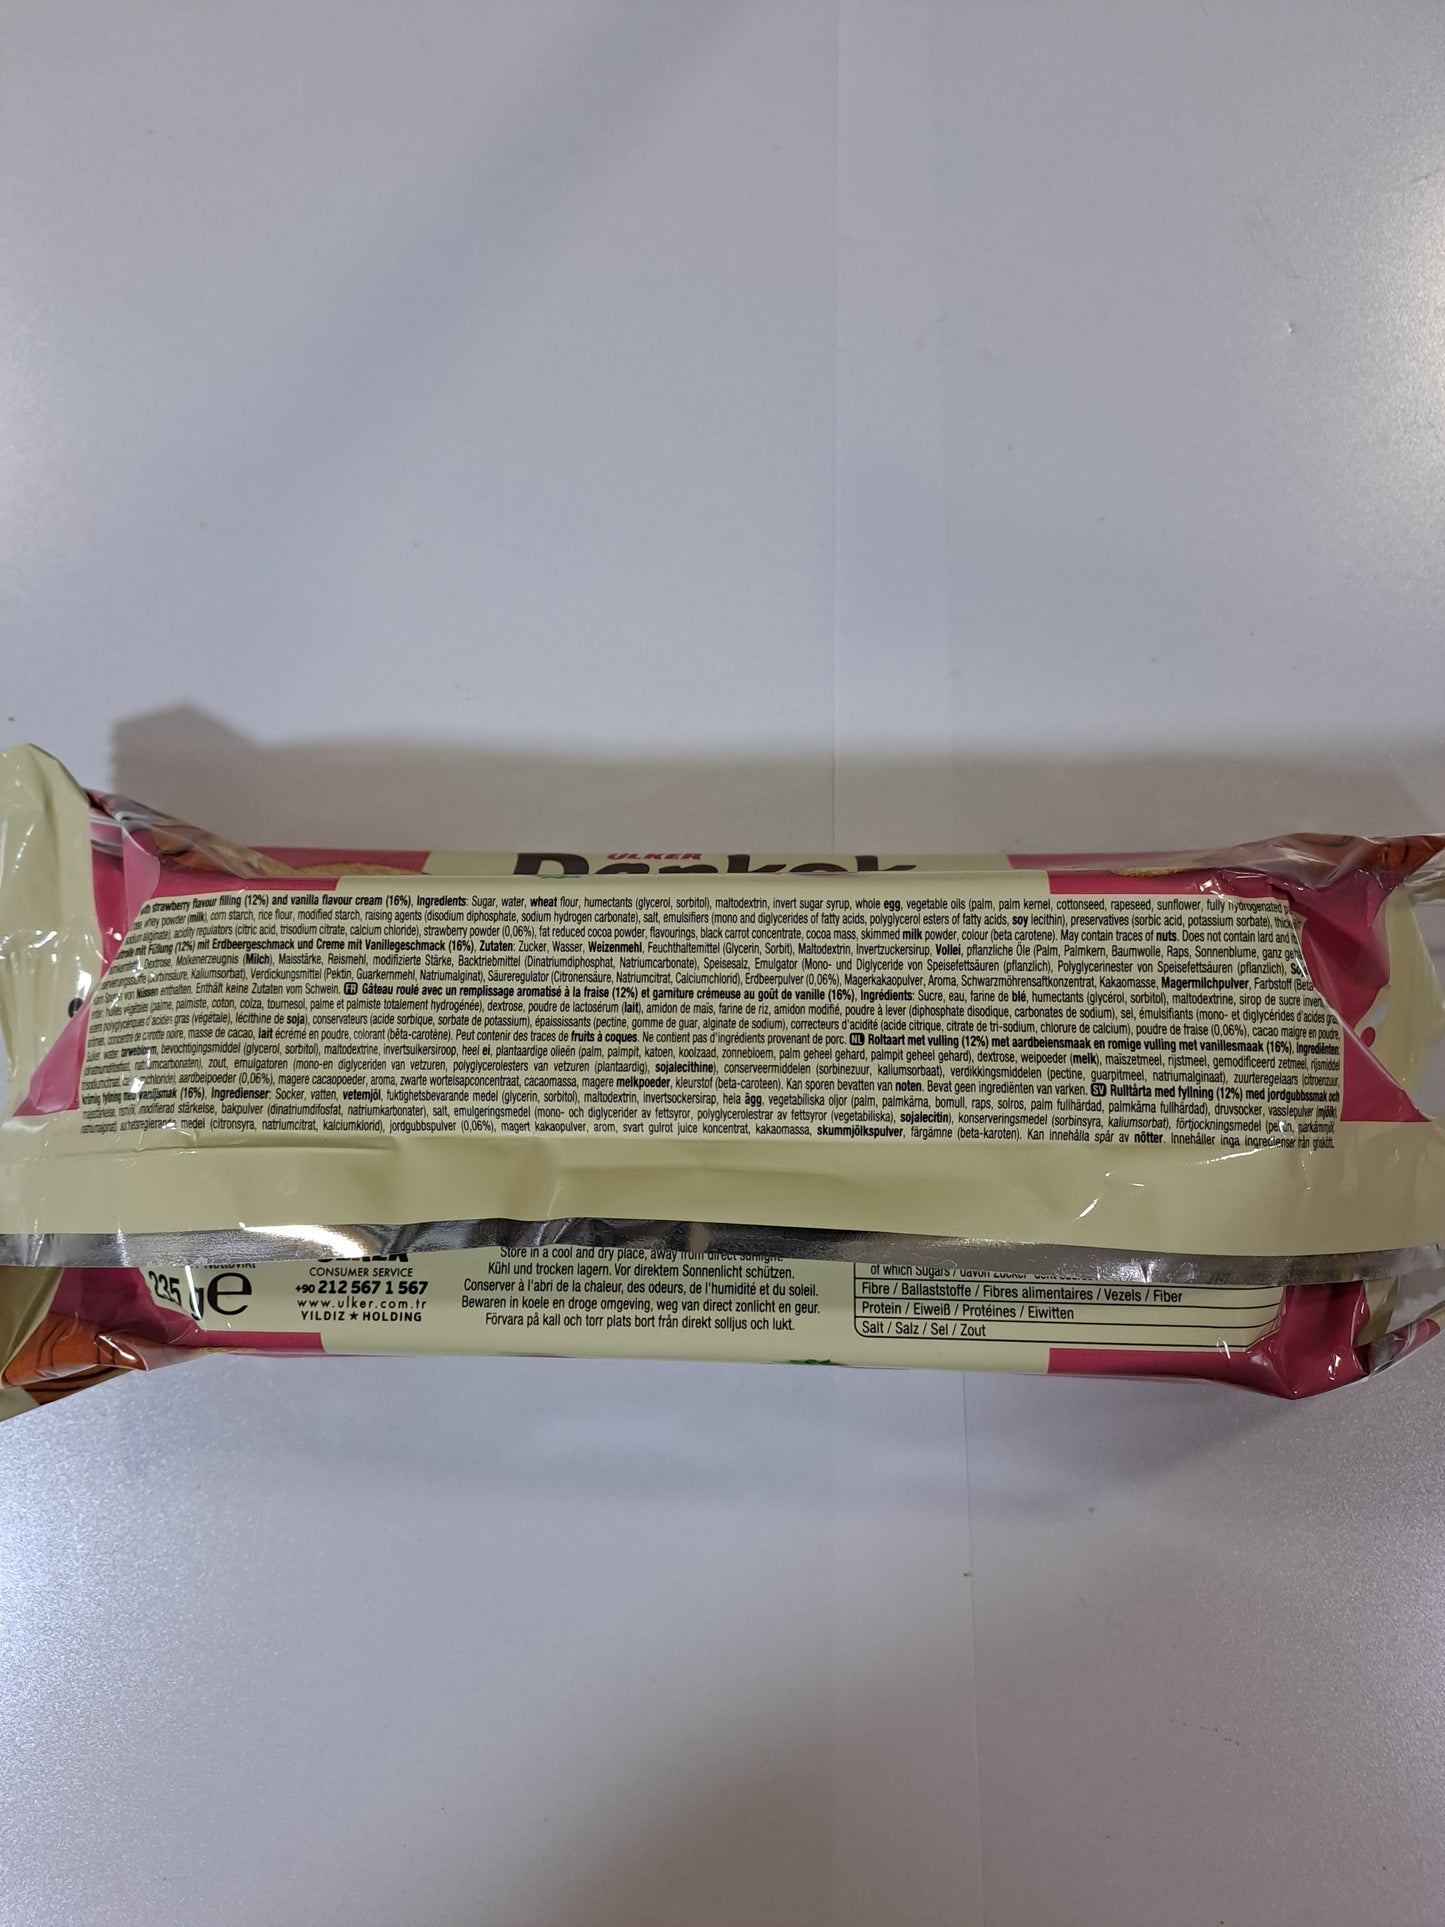 ÜLKER
Dankek
strawberry flavour filling (12%) and vanilla flavour cream (16%), Ingredients: Sugar, water, wheat flour, humectants (glycerol, sorbitol), maltodextrin, invert sugar syrup, whole egg, vegetable oils (palm, palm kernel, cottonseed, rapeseed, sunflower, fully hydrogenated
whey powder (milk), corn starch, rice flour, modified starch, raising agents (disodium diphosphate, sodium hydrogen carbonate), salt, emulsifiers (mono and diglycerides of fatty acids, polyglycerol esters of fatty acids, soy lecithin), preservatives (sorbic acid, potassium sorbate),
alginate), acidity regulators (citric acid, trisodium citrate, calcium chloride), strawberry powder (0,06%), fat reduced cocoa powder, flavourings, black carrot concentrate, cocoa mass, skimmed milk powder, colour (beta carotene). May contain traces of nuts. Does not contain lard and
mit Füllung (12%) mit Erdbeergeschmack und Creme mit Vanillegeschmack (16%), Zutaten: Zucker, Wasser, Weizenmehl, Feuchthaltemittel (Glycerin, Sorbit), Maltodextrin, Invertzuckersirup, Vollei, pflanzliche Öle (Palm, Palmkern, Baumwolle, Raps, Sonnenblume, ganz
Dextrose, Molkenerzeugnis (Milch), Maisstärke, Reismehl, modifizierte Stärke, Backtriebmittel (Dinatriumdiphosphat, Natriumcarbonate), Speisesalz, Emulgator (Mono- und Diglyceride von Speisefettsäuren (pflanzlich), Polyglycerinester von Speisefettsäuren (pflanzlich),
(Sorbinsäure, Kaliumsorbat), Verdickungsmittel (Pektin, Guarkernmehl, Natriumalginat), Säureregulator (Citronensäure, Natriumcitrat, Calciumchlorid), Erdbeerpulver (0,06%), Magerkakaopulver, Aroma, Schwarzmöhrensaftkonzentrat, Kakaomasse, Magermilchpulver, Farbstoff (Beta
von Nüssen enthalten. Enthält keine Zutaten vom Schwein. FR Gâteau roulé avec un remplissage aromatisé à la fraise (12%) et garniture crémeuse au goût de vanille (16%), Ingrédients: Sucre, eau, farine de blé, humectants (glycérol, sorbitol), maltodextrine, sirop de sucre
huiles végétales (palme, palmiste, coton, colza, tournesol, palme et palmiste totalement hydrogénée), dextrose, poudre de lactosérum (lait), amidon de maïs, farine de riz, amidon modifié, poudre à lever (diphosphate disodique, carbonates de sodium), sel, émulsifiants (mono- et diglycérides d'acides
esters polyglycériques d'acides gras (végétale), lécithine de soja), conservateurs (acide sorbique, sorbate de potassium), épaississants (pectine, gomme de guar, alginate de sodium), correcteurs d'acidité (acide citrique, citrate de tri-sodium, chlorure de calcium), poudre de fraise (0,06%), cacao maigre en poudre,
arômes, concentré de carotte noire, masse de cacao, lait écrémé en poudre, colorant (bêta-carotène). Peut contenir des traces de fruits à coques. Ne contient pas d'ingrédients provenant de porc. NL Roltaart met vulling (12%) met aardbeiensmaak en romige vulling met vanillesmaak (16%), Ingrediënten:
Suiker, water, tarwebloem, bevochtigingsmiddel (glycerol, sorbitol), maltodextrin, invertsuikersiroop, heel ei, plantaardige olieën (palm, palmpit, katoen, koolzaad, zonnebloem, palm geheel gehard, palmpit geheel gehard), dextrose, weipoeder (melk), maïszetmeel, rijstmeel, gemodificeerd zetmeel, rijsmiddel
(dinatriumdifosfaat, natriumcarbonaten), zout, emulgatoren (mono-en diglyceriden van vetzuren, polyglycerolesters van vetzuren (plantaardig), sojalecithine), conserveermiddelen (sorbinezuur, kaliumsorbaat), verdikkingsmiddelen (pectine, guarpitmeel, natriumalginaat), zuurteregelaars (citroenzuur,
trisodiumcitraat, calciumchloride), aardbeipoeder (0,06%), magere cacaopoeder, aroma, zwarte wortelsapconcentraat, cacaomassa, magere melkpoeder, kleurstof (beta-caroteen). Kan sporen bevatten van noten. Bevat geen ingrediënten van varken. SV Rulltårta med fyllning (12%) med jordgubbssmak och
krämig fyllning med vaniljsmak (16%), Ingredienser: Socker, vatten, vetemjöl, fuktighetsbevarande medel (glycerin, sorbitol), maltodextrin, invertsockersirap, hela ägg, vegetabiliska oljor (palm, palmkärna, bomull, raps, solros, palm fullhärdad, palmkärna fullhärdad), druvsocker, vasslepulver (mjölk),
majsstärkelse, rismjöl, modifierad stärkelse, bakpulver (dinatriumdifosfat, natriumkarbonater), salt, emulgeringsmedel (mono- och diglycerider av fettsyror, polyglycerolestrar av fettsyror (vegetabiliska), sojalecitin), konserveringsmedel (sorbinsyra, kaliumsorbat), förtjockningsmedel (pektin, guarkärnmjöl,
natriumalginat), surhetsreglerande medel (citronsyra, natriumcitrat, kalciumklorid), jordgubbspulver (0,06%), magert kakaopulver, arom, svart gulrot juice koncentrat, kakaomassa, skummjölkspulver, färgämne (beta-karoten). Kan innehålla spår av nötter. Innehåller inga ingredienser från griskött.
235 g e
CONSUMER SERVICE
+90 212 567 1 567
www.ulker.com.tr
YILDIZ ★ HOLDING
Store in a cool and dry place, away from direct sunlight.
Kühl und trocken lagern. Vor direktem Sonnenlicht schützen.
Conserver à l'abri de la chaleur, des odeurs, de l'humidité et du soleil.
Bewaren in koele en droge omgeving, weg van direct zonlicht en geur.
Förvara på kall och torr plats bort från direkt solljus och lukt.
of which Sugars / davon Zucker
Fibre / Ballaststoffe / Fibres alimentaires / Vezels / Fiber
Protein / Eiweiß / Protéines / Eiwitten
Salt / Salz / Sel / Zout